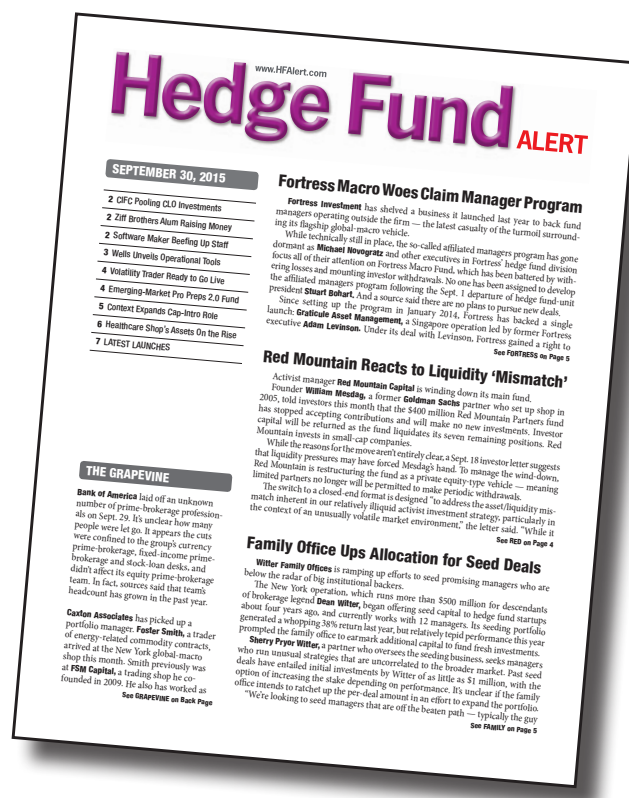 www.HFAlert.com
Hedge Fund
ALERT
SEPTEMBER 30, 2015
2 CIFC Pooling CLO Investments
2 Ziff Brothers Alum Raising Money
2 Software Maker Beefing Up Staff
3 Wells Unveils Operational Tools
4 Volatility Trader Ready to Go Live
4 Emerging-Market Pro Preps 2.0 Fund
5 Context Expands Cap-Intro Role
6 Healthcare Shop's Assets On the Rise
7 LATEST LAUNCHES
THE GRAPEVINE
Bank of America laid off an unknown
number of prime-brokerage profession-
als on Sept. 29. It's unclear how many
people were let go. It appears the cuts
were confined to the group's currency
prime-brokerage, fixed-income prime-
brokerage and stock-loan desks, and
didn't affect its equity prime-brokerage
team. In fact, sources said that team's
headcount has grown in the past year.
Caxton Associates has picked up a
portfolio manager. Foster Smith, a trader
of energy-related commodity contracts,
arrived at the New York global-macro
shop this month. Smith previously was
at FSM Capital, a trading shop he co-
founded in 2009. He also has worked as
See GRAPEVINE on Back Page
Fortress Macro Woes Claim Manager Program
Fortress Investment has shelved a business it launched last year to back fund
managers operating outside the firm — the latest casualty of the turmoil surround-
ing its flagship global-macro vehicle.
While technically still in place, the so-called affiliated managers program has gone
dormant as Michael Novogratz and other executives in Fortress' hedge fund division
focus all of their attention on Fortress Macro Fund, which has been battered by with-
ering losses and mounting investor withdrawals. No one has been assigned to develop
the affiliated managers program following the Sept. 1 departure of hedge fund-unit
president Stuart Bohart. And a source said there are no plans to pursue new deals.
Since setting up the program in January 2014, Fortress has backed a single
launch: Graticule Asset Management, a Singapore operation led by former Fortress
executive Adam Levinson. Under its deal with Levinson, Fortress gained a right to
See FORTRESS on Page 5
Red Mountain Reacts to Liquidity 'Mismatch'
Activist manager Red Mountain Capital is winding down its main fund.
Founder William Mesdag, a former Goldman Sachs partner who set up shop in
2005, told investors this month that the $400 million Red Mountain Partners fund
has stopped accepting contributions and will make no new investments. Investor
capital will be returned as the fund liquidates its seven remaining positions. Red
Mountain invests in small-cap companies.
While the reasons for the move aren't entirely clear, a Sept. 18 investor letter suggests
that liquidity pressures may have forced Mesdag's hand. To manage the wind-down,
Red Mountain is restructuring the fund as a private equity-type vehicle — meaning
limited partners no longer will be permitted to make periodic withdrawals.
The switch to a closed-end format is designed "to address the asset/liquidity mis-
match inherent in our relatively illiquid activist investment strategy, particularly in
the context of an unusually volatile market environment," the letter said. "While it
See RED on Page 4
Family Office Ups Allocation for Seed Deals
Witter Family Offices is ramping up efforts to seed promising managers who are
below the radar of big institutional backers.
The New York operation, which runs more than $500 million for descendants
of brokerage legend Dean Witter, began offering seed capital to hedge fund startups
about four years ago, and currently works with 12 managers. Its seeding portfolio
generated a whopping 38% return last year, but relatively tepid performance this year
prompted the family office to earmark additional capital to fund fresh investments.
Sherry Pryor Witter, a partner who oversees the seeding business, seeks managers
who run unusual strategies that are uncorrelated to the broader market. Past seed
deals have entailed initial investments by Witter of as little as $1 million, with the
option of increasing the stake depending on performance. It's unclear if the family
office intends to ratchet up the per-deal amount in an effort to expand the portfolio.
"We're looking to seed managers that are off the beaten path — typically the guy
See FAMILY on Page 5